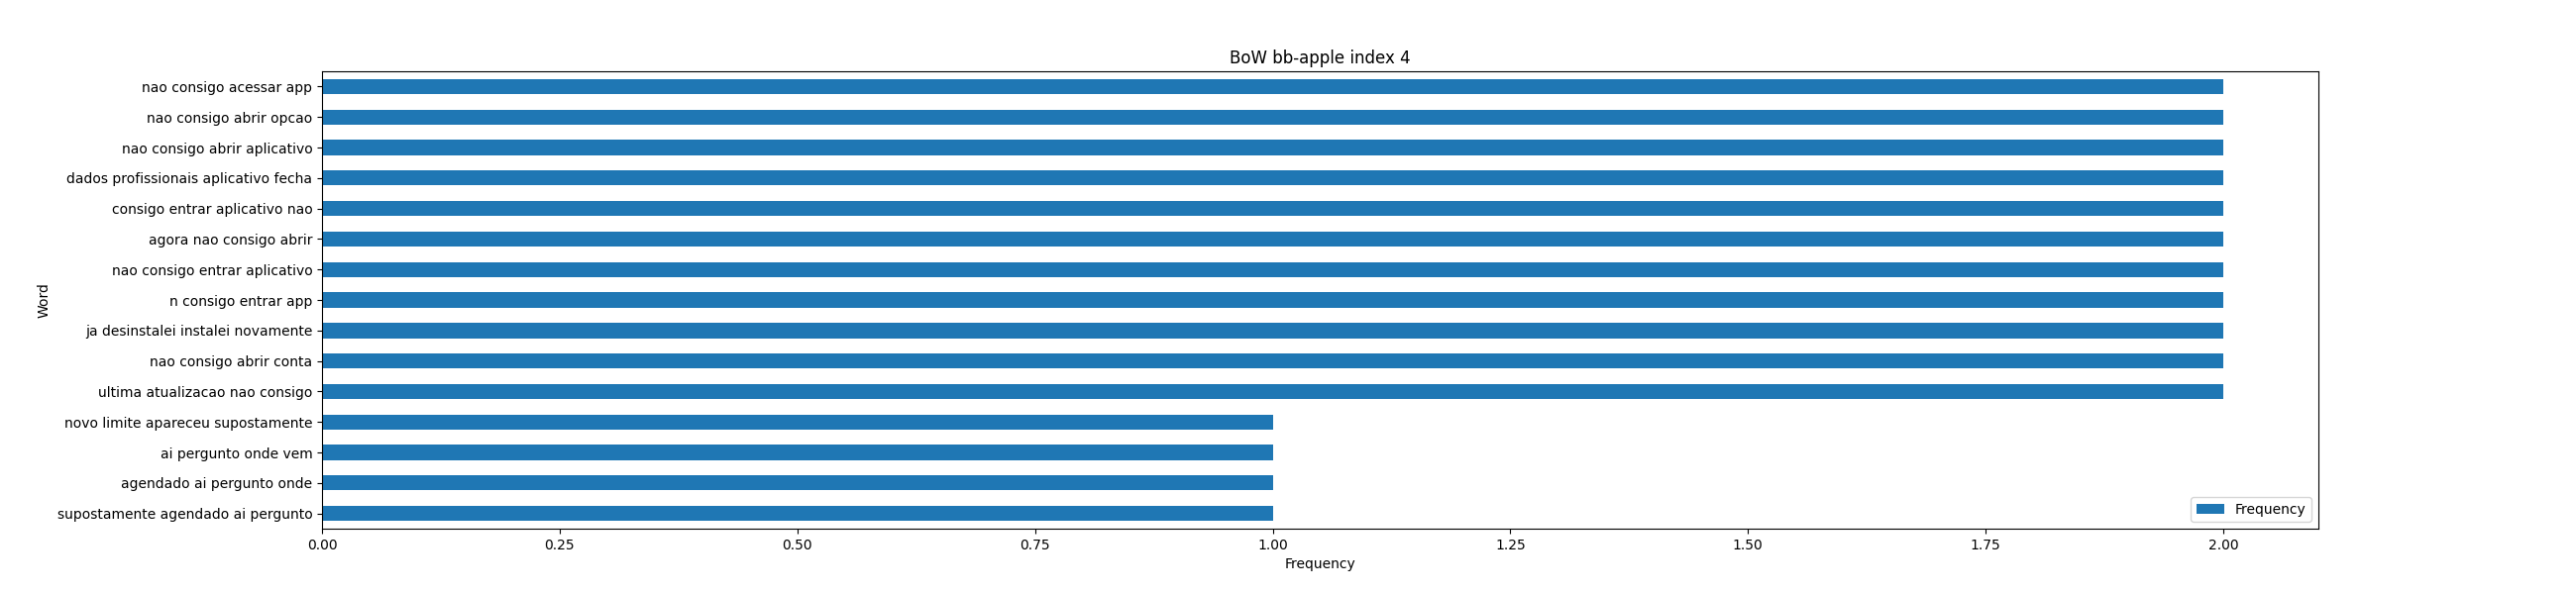 BoW bb-apple index 4
nao consigo acessar app
nao consigo abrir opcao
nao consigo abrir aplicativo
dados profissionais aplicativo fecha
consigo entrar aplicativo nao
agora nao consigo abrir
nao consigo entrar aplicativo
n consigo entrar app
ja desinstalei instalei novamente
nao consigo abrir conta
ultima atualizacao nao consigo
novo limite apareceu supostamente
ai pergunto onde vem
agendado ai pergunto onde
supostamente agendado ai pergunto
Word
Frequency
0.00 0.25 0.50 0.75 1.00 1.25 1.50 1.75 2.00
Frequency